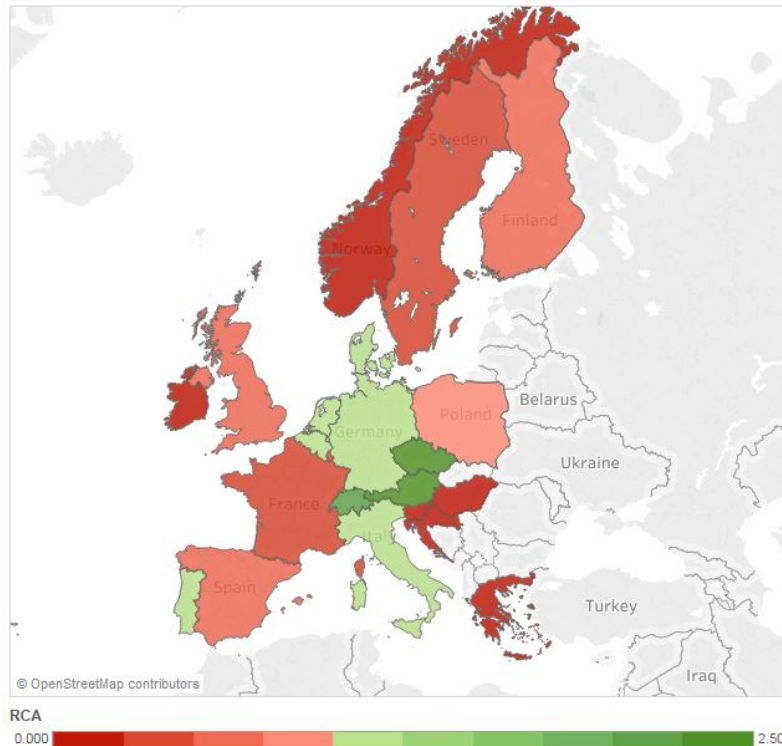 Sweden
Finland
Norway
Belarus
Poland
Germany
Ukraine
France
Italy
Spain
Turkey
Iraq
© OpenStreetMap contributors
RCA
0.000 2.50